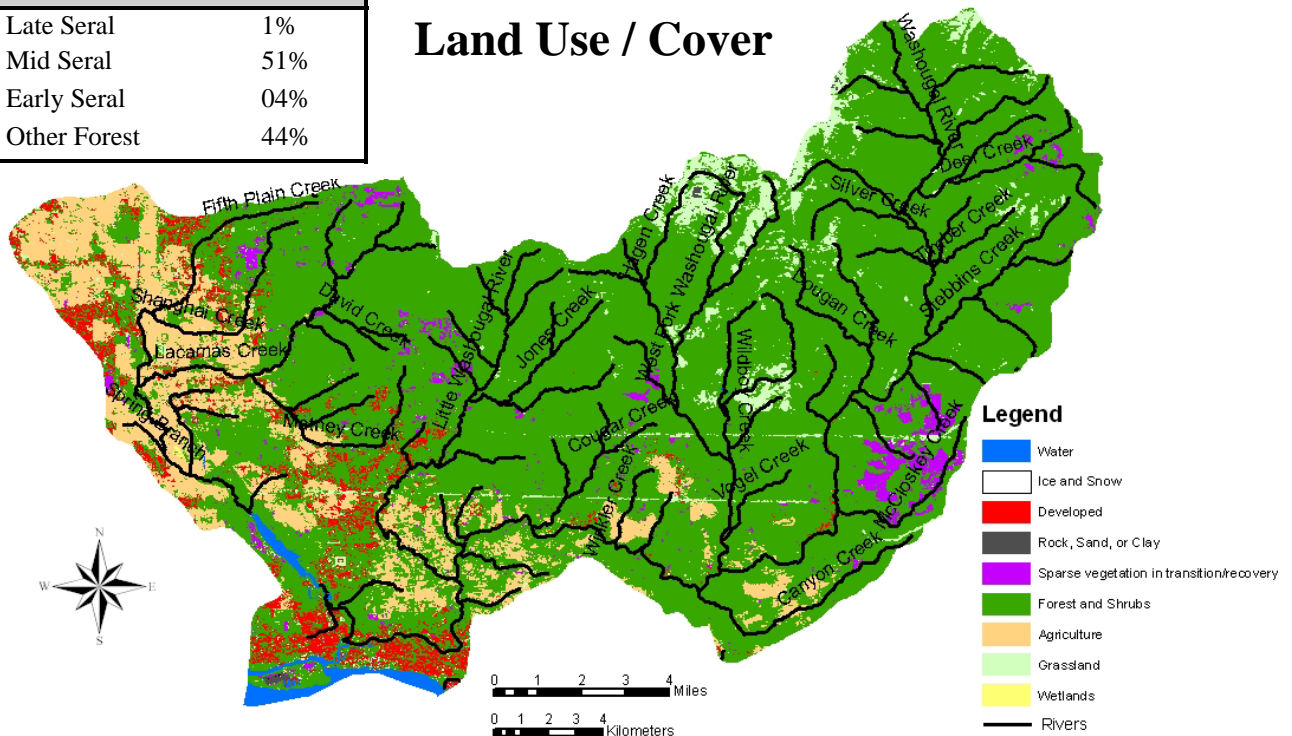 Late Seral 1%
Mid Seral 51%
Early Seral 04%
Other Forest 44%
Land Use / Cover
Washougal River
Deer Creek
Silver Creek
Timber Creek
Stebbins Creek
Fifth Plain Creek
Hagen Creek
West Fork Washougal River
Cougan Creek
Shanghai Creek
David Creek
Lacamas Creek
Little Washougal River
Jones Creek
Wildboy Creek
Spring Branch
Matney Creek
Cougar Creek
Winkler Creek
Vogel Creek
McCloskey Creek
Canyon Creek
Legend
Water
Ice and Snow
Developed
Rock, Sand, or Clay
Sparse vegetation in transition/recovery
Forest and Shrubs
Agriculture
Grassland
Wetlands
Rivers
N
W E
S
0 1 2 3 4
Miles
0 1 2 3 4
Kilometers